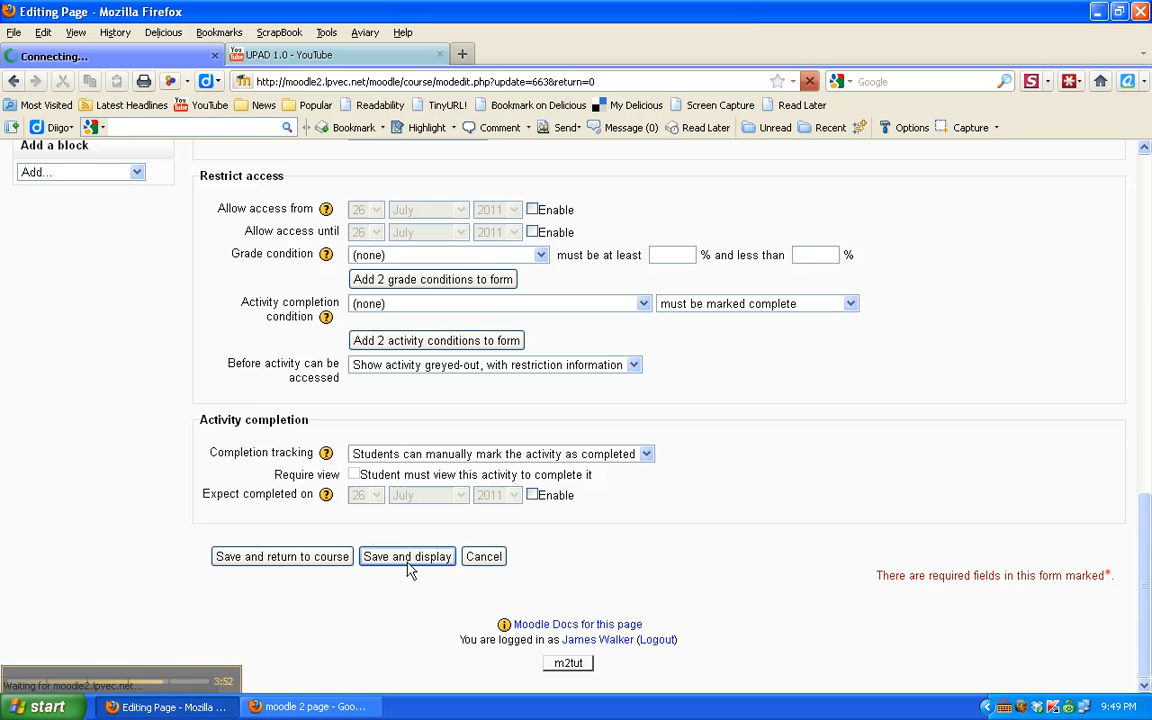 Editing Page - Mozilla Firefox
File Edit View History Delicious Bookmarks ScrapBook Tools Aviary Help
Connecting... UPAD 1.0 - YouTube
http://moodle2.lpvec.net/moodle/course/modedit.php?update=663&return=0 Google
Most Visited Latest Headlines YouTube News Popular Readability TinyURL! Bookmark on Delicious My Delicious Screen Capture Read Later
Diigo Bookmark Highlight Comment Send Message (0) Read Later Unread Recent Options Capture
Add a block
Add...
Restrict access
Allow access from 26 July 2011 Enable
Allow access until 26 July 2011 Enable
Grade condition (none) must be at least % and less than %
Add 2 grade conditions to form
Activity completion condition (none) must be marked complete
Add 2 activity conditions to form
Before activity can be accessed Show activity greyed-out, with restriction information
Activity completion
Completion tracking Students can manually mark the activity as completed
Require view Student must view this activity to complete it
Expect completed on 26 July 2011 Enable
Save and return to course Save and display Cancel
There are required fields in this form marked*.
Moodle Docs for this page
You are logged in as James Walker (Logout)
m2tut
3:52
Waiting for moodle2.lpvec.net...
start Editing Page - Mozilla ... moodle 2 page - Goo... 9:49 PM